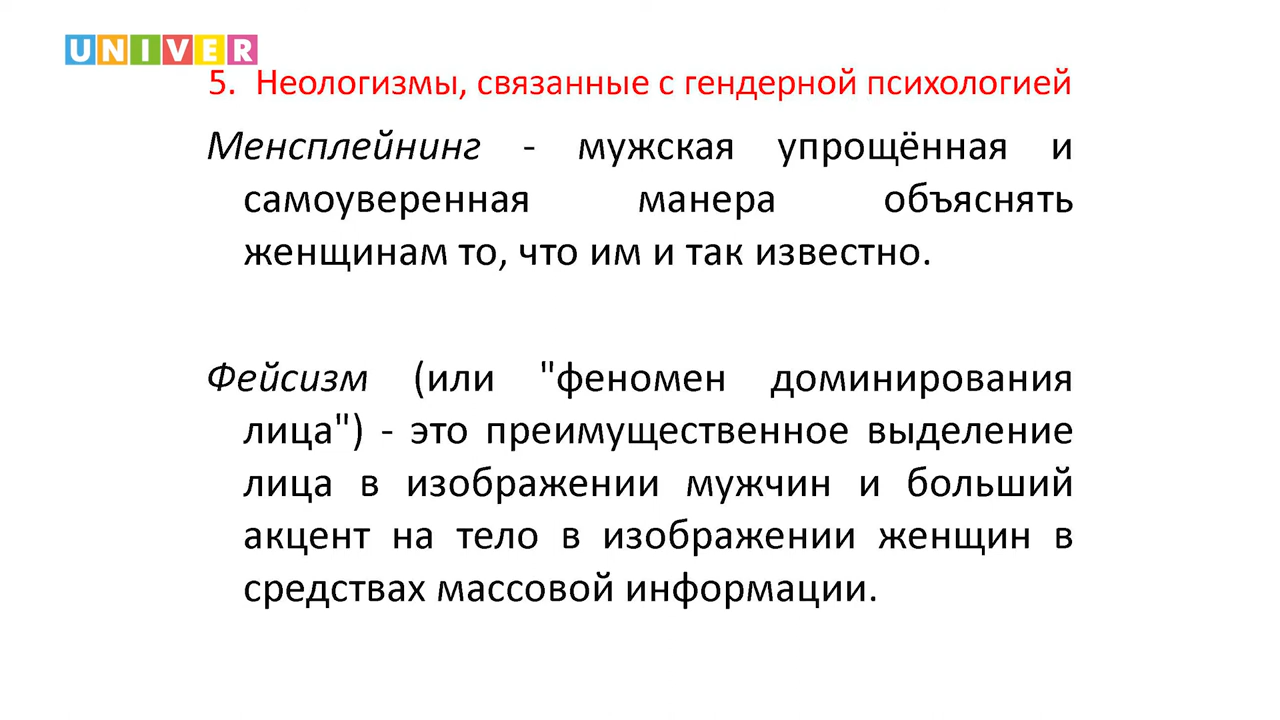 UNIVER
5. Неологизмы, связанные с гендерной психологией
Менсплейнинг - мужская упрощённая и
самоуверенная манера объяснять
женщинам то, что им и так известно.
Фейсизм (или "феномен доминирования
лица") - это преимущественное выделение
лица в изображении мужчин и больший
акцент на тело в изображении женщин в
средствах массовой информации.